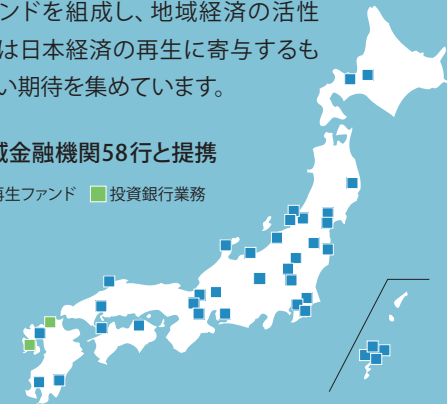 ンドを組成し、地域経済の活性
は日本経済の再生に寄与するも
い期待を集めています。
域金融機関58行と提携
再生ファンド 投資銀行業務